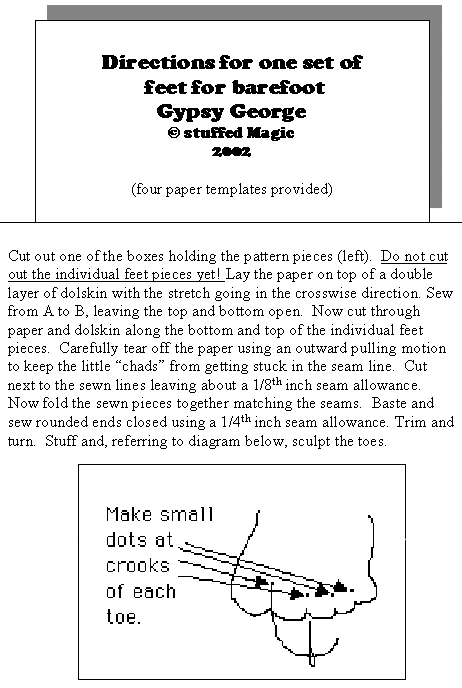 Directions for one set of
feet for barefoot
Gypsy George
© stuffed Magic
2002
(four paper templates provided)
Cut out one of the boxes holding the pattern pieces (left). Do not cut
out the individual feet pieces yet! Lay the paper on top of a double
layer of dolskin with the stretch going in the crosswise direction. Sew
from A to B, leaving the top and bottom open. Now cut through
paper and dolskin along the bottom and top of the individual feet
pieces. Carefully tear off the paper using an outward pulling motion
to keep the little “chads” from getting stuck in the seam line. Cut
next to the sewn lines leaving about a 1/8th inch seam allowance.
Now fold the sewn pieces together matching the seams. Baste and
sew rounded ends closed using a 1/4th inch seam allowance. Trim and
turn. Stuff and, referring to diagram below, sculpt the toes.
Make small
dots at
crooks
of each
toe.